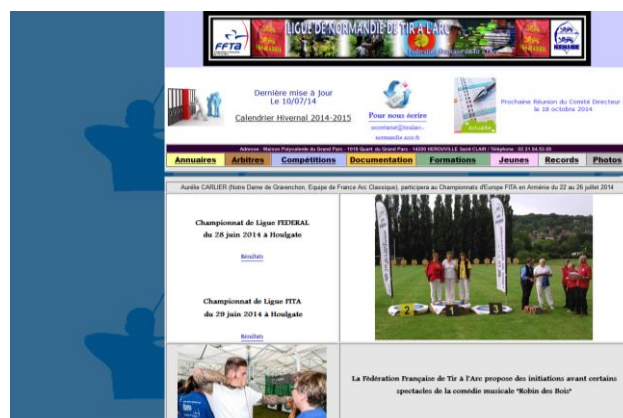 LIGUE DE NORMANDIE DE TIR A L'ARC
FFTA
Dernière mise à jour
Le 10/07/14
Calendrier Hivernal 2014-2015
Pour nous écrire
Actualité
Prochaine Réunion du Comité Directeur
le 18 octobre 2014
Annuaires Arbitres Compétitions Documentation Formations Jeunes Records Photos
Aurélie CARLIER (Notre Dame de Gravenchon, Equipe de France Arc Classique), participera au Championnats d'Europe FITA en Arménie du 22 au 26 juillet 2014
Championnat de Ligue FEDERAL
du 28 juin 2014 à Houlgate
Résultats
Championnat de Ligue FITA
du 29 juin 2014 à Houlgate
Résultats
2 1 3
La Fédération Française de Tir à l'Arc propose des initiations avant certains
spectacles de la comédie musicale "Robin des Bois"